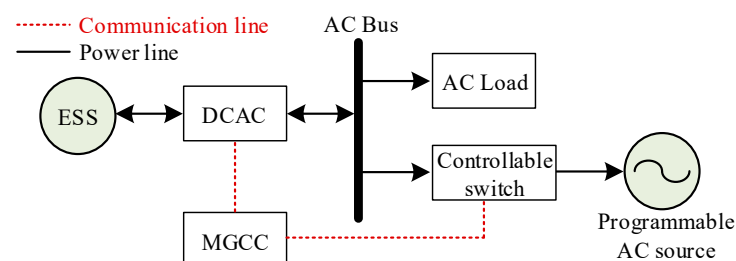 Communication line
Power line
AC Bus
ESS
DCAC
AC Load
Controllable
switch
Programmable
AC source
MGCC